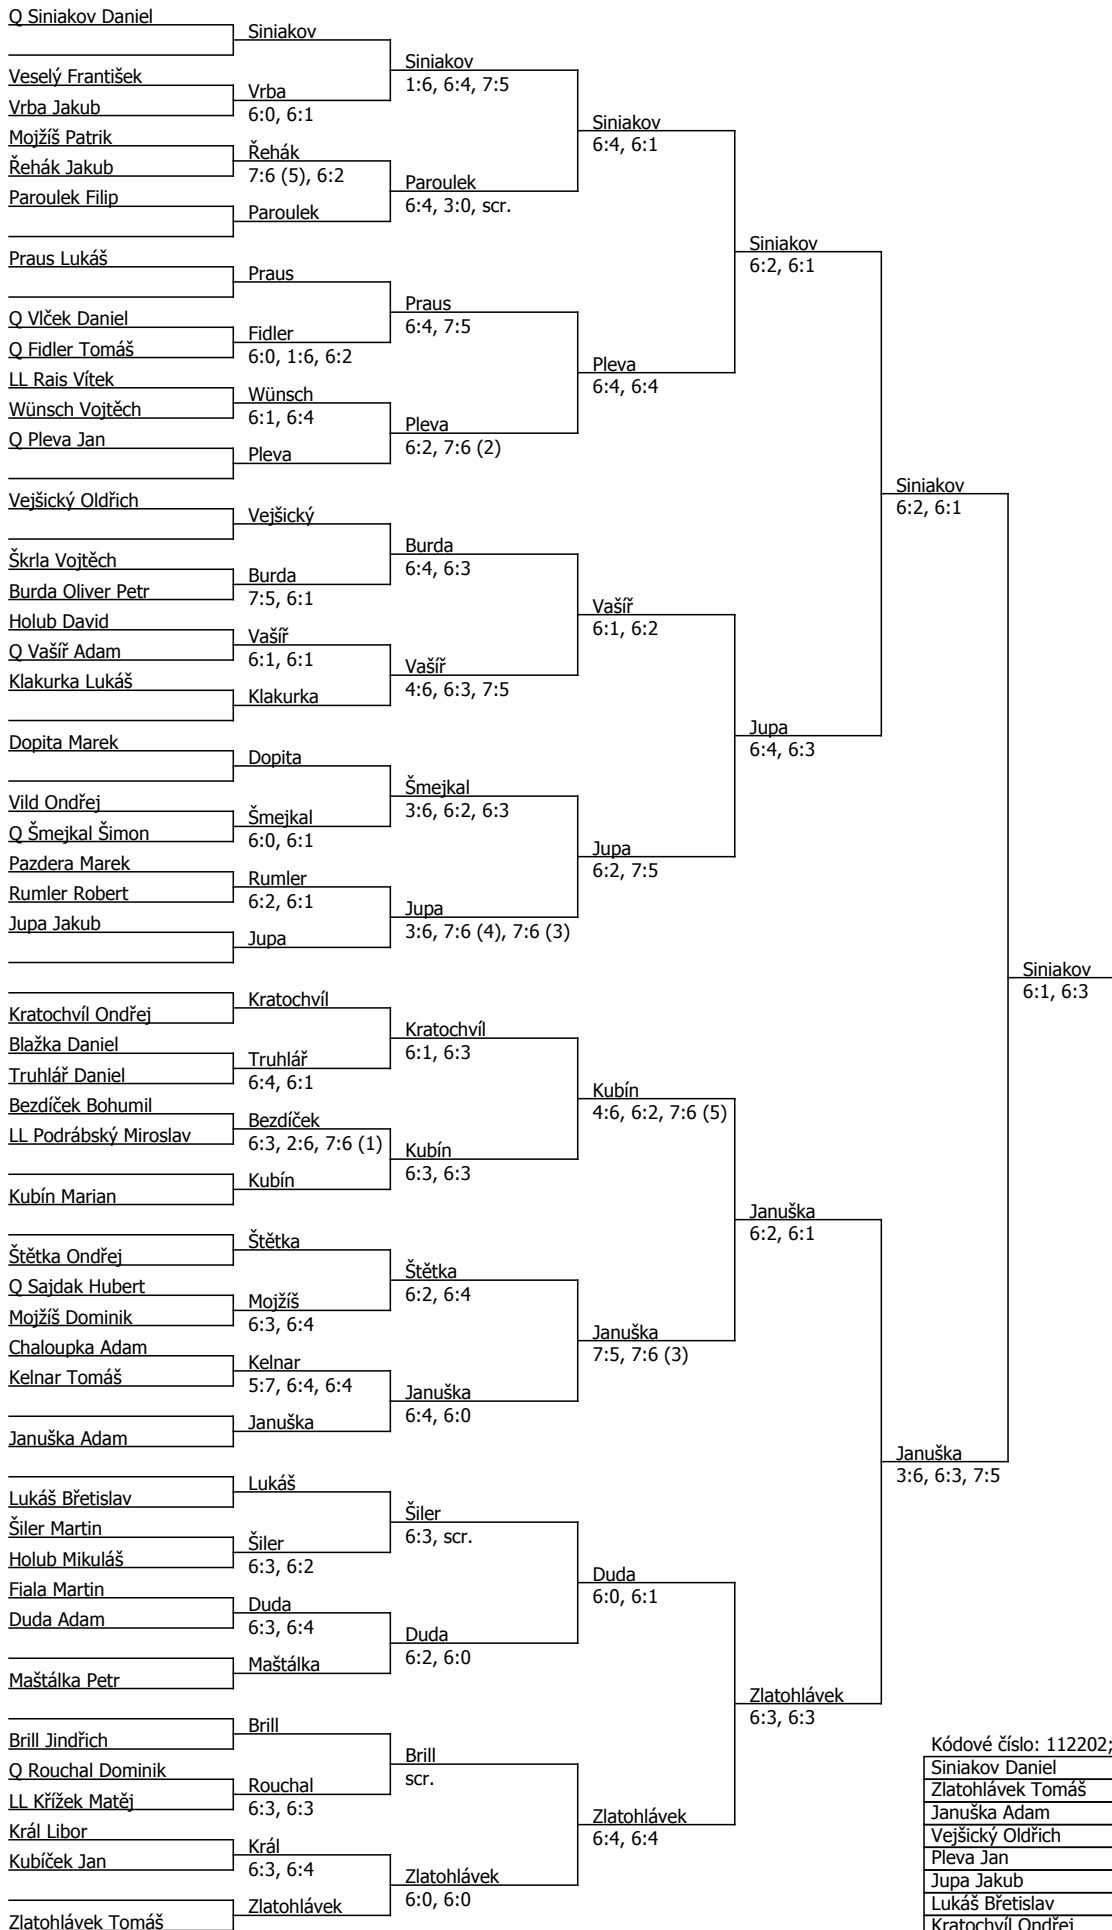 Q Siniakov Daniel
Veselý František
Vrba Jakub
Mojžíš Patrik
Řehák Jakub
Paroulek Filip
Praus Lukáš
Q Vlček Daniel
Q Fidler Tomáš
LL Rais Vítek
Wünsch Vojtěch
Q Pleva Jan
Vejšický Oldřich
Škrla Vojtěch
Burda Oliver Petr
Holub David
Q Vašíř Adam
Klakurka Lukáš
Dopita Marek
Vild Ondřej
Q Šmejkal Šimon
Pazdera Marek
Rumler Robert
Jupa Jakub
Kratochvíl Ondřej
Blažka Daniel
Truhlář Daniel
Bezdíček Bohumil
LL Podrábský Miroslav
Kubín Marian
Štětka Ondřej
Q Sajdak Hubert
Mojžíš Dominik
Chaloupka Adam
Kelnar Tomáš
Januška Adam
Lukáš Břetislav
Šiler Martin
Holub Mikuláš
Fiala Martin
Duda Adam
Maštálka Petr
Brill Jindřich
Q Rouchal Dominik
LL Křížek Matěj
Král Libor
Kubíček Jan
Zlatohlávek Tomáš
Siniakov
Vrba
6:0, 6:1
Řehák
7:6 (5), 6:2
Paroulek
Praus
Fidler
6:0, 1:6, 6:2
Wünsch
6:1, 6:4
Pleva
Vejšický
Burda
7:5, 6:1
Vašíř
6:1, 6:1
Klakurka
Dopita
Šmejkal
6:0, 6:1
Rumler
6:2, 6:1
Jupa
Kratochvíl
Truhlář
6:4, 6:1
Bezdíček
6:3, 2:6, 7:6 (1)
Kubín
Štětka
Mojžíš
6:3, 6:4
Kelnar
5:7, 6:4, 6:4
Januška
Lukáš
Šiler
6:3, 6:2
Duda
6:3, 6:4
Maštálka
Brill
Rouchal
6:3, 6:3
Král
6:3, 6:4
Zlatohlávek
Siniakov
1:6, 6:4, 7:5
Paroulek
6:4, 3:0, scr.
Praus
6:4, 7:5
Pleva
6:2, 7:6 (2)
Burda
6:4, 6:3
Vašíř
4:6, 6:3, 7:5
Šmejkal
3:6, 6:2, 6:3
Jupa
3:6, 7:6 (4), 7:6 (3)
Kratochvíl
6:1, 6:3
Kubín
6:3, 6:3
Štětka
6:2, 6:4
Januška
6:4, 6:0
Šiler
6:3, scr.
Duda
6:2, 6:0
Brill
scr.
Zlatohlávek
6:0, 6:0
Siniakov
6:4, 6:1
Pleva
6:4, 6:4
Vašíř
6:1, 6:2
Jupa
6:2, 7:5
Kubín
4:6, 6:2, 7:6 (5)
Januška
7:5, 7:6 (3)
Duda
6:0, 6:1
Zlatohlávek
6:4, 6:4
Siniakov
6:2, 6:1
Jupa
6:4, 6:3
Januška
6:2, 6:1
Zlatohlávek
6:3, 6:3
Siniakov
6:2, 6:1
Januška
3:6, 6:3, 7:5
Siniakov
6:1, 6:3
Kódové číslo: 112202;
Siniakov Daniel
Zlatohlávek Tomáš
Januška Adam
Vejšický Oldřich
Pleva Jan
Jupa Jakub
Lukáš Břetislav
Kratochvíl Ondřej